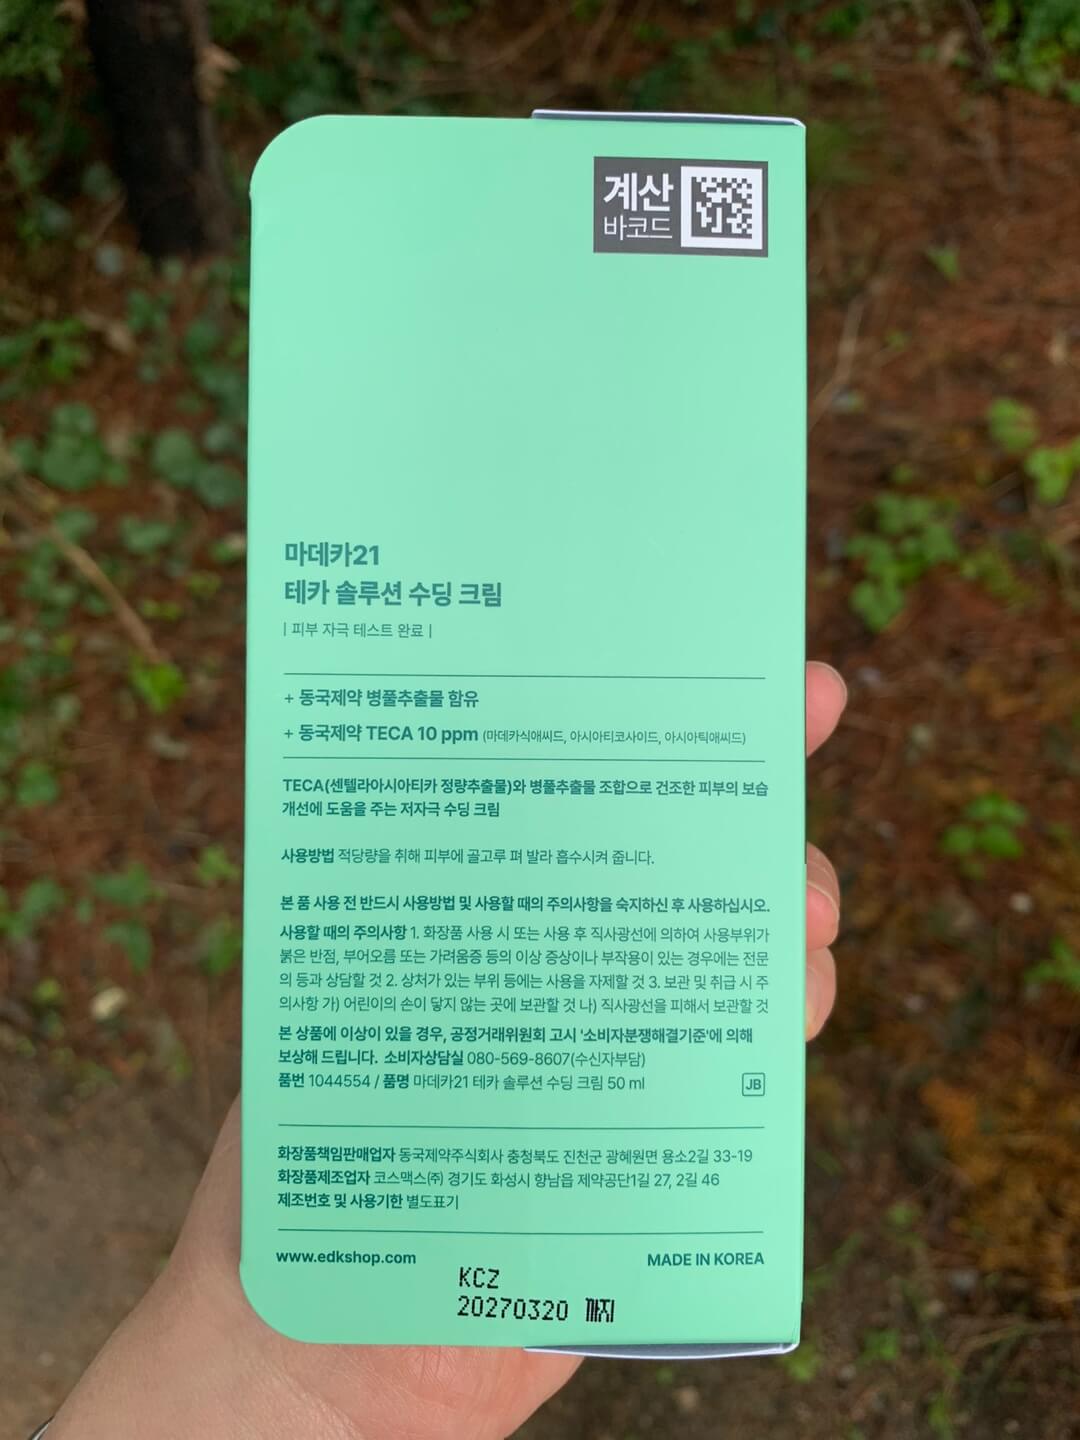 계산
바코드
마데카21
테카 솔루션 수딩 크림
| 피부 자극 테스트 완료 |
+ 동국제약 병풀추출물 함유
+ 동국제약 TECA 10 ppm (마데카식애씨드, 아시아티코사이드, 아시아틱애씨드)
TECA(센텔라아시아티카 정량추출물)와 병풀추출물 조합으로 건조한 피부의 보습
개선에 도움을 주는 저자극 수딩 크림
사용방법 적당량을 취해 피부에 골고루 펴 발라 흡수시켜 줍니다.
본 품 사용 전 반드시 사용방법 및 사용할 때의 주의사항을 숙지하신 후 사용하십시오.
사용할 때의 주의사항 1. 화장품 사용 시 또는 사용 후 직사광선에 의하여 사용부위가
붉은 반점, 부어오름 또는 가려움증 등의 이상 증상이나 부작용이 있는 경우에는 전문
의 등과 상담할 것 2. 상처가 있는 부위 등에는 사용을 자제할 것 3. 보관 및 취급 시 주
의사항 가) 어린이의 손이 닿지 않는 곳에 보관할 것 나) 직사광선을 피해서 보관할 것
본 상품에 이상이 있을 경우, 공정거래위원회 고시 '소비자분쟁해결기준'에 의해
보상해 드립니다. 소비자상담실 080-569-8607(수신자부담)
품번 1044554 / 품명 마데카21 테카 솔루션 수딩 크림 50 ml
JB
화장품책임판매업자 동국제약주식회사 충청북도 진천군 광혜원면 용소2길 33-19
화장품제조업자 코스맥스㈜ 경기도 화성시 향남읍 제약공단1길 27, 2길 46
제조번호 및 사용기한 별도표기
www.edkshop.com MADE IN KOREA
KCZ
20270320 까지